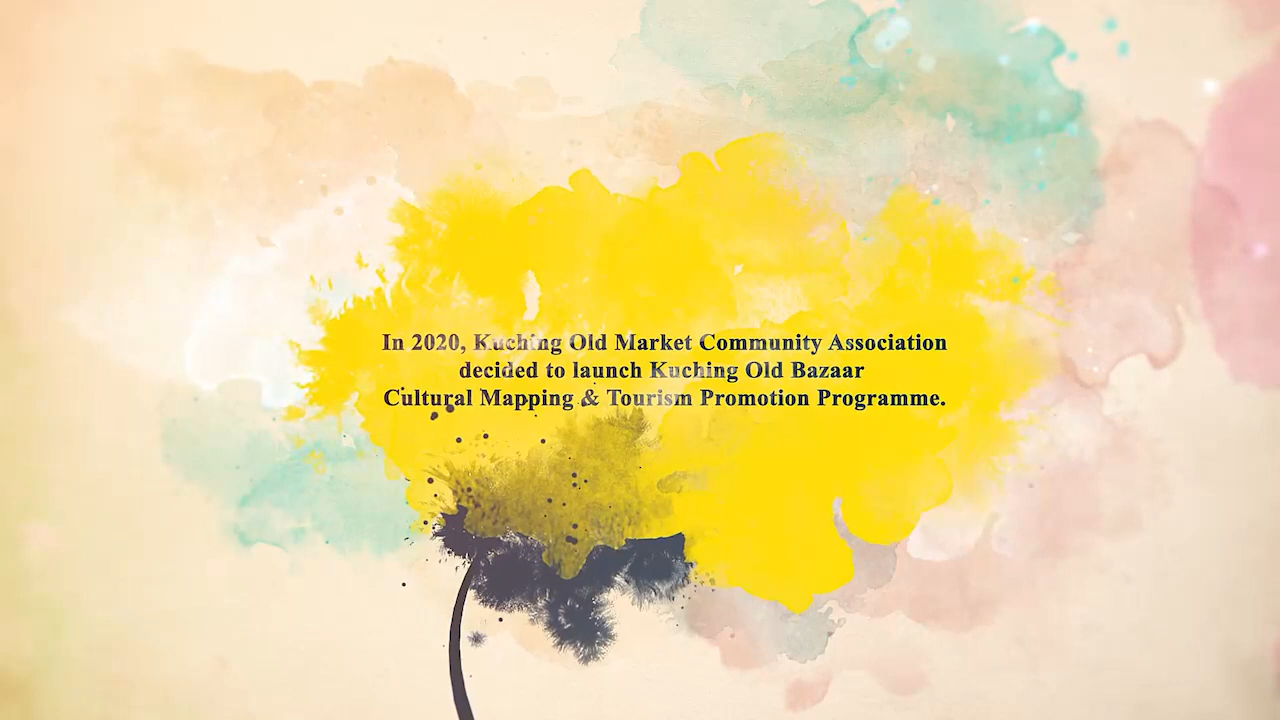 In 2020, Kuching Old Market Community Association
decided to launch Kuching Old Bazaar
Cultural Mapping & Tourism Promotion Programme.